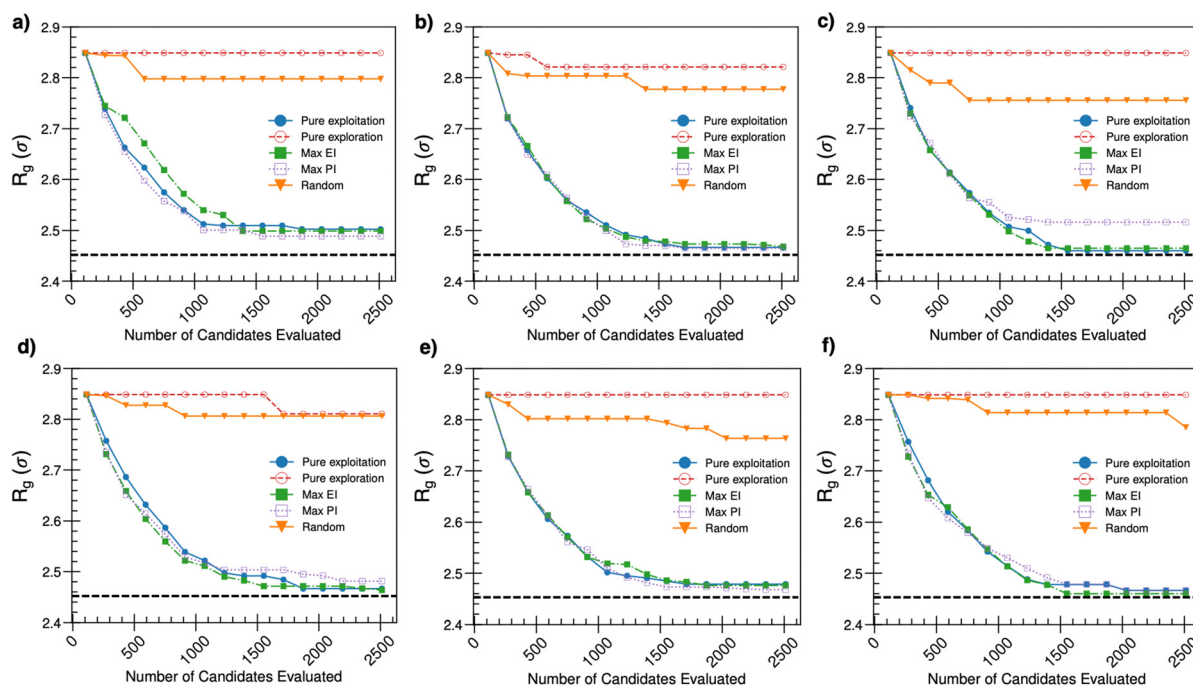 a)
2.9
2.8
2.7
2.6
2.5
2.4
R_g (σ)
Pure exploitation
Pure exploration
Max EI
Max PI
Random
0
500
1000
1500
2000
2500
Number of Candidates Evaluated
b)
2.9
2.8
2.7
2.6
2.5
2.4
R_g (σ)
Pure exploitation
Pure exploration
Max EI
Max PI
Random
0
500
1000
1500
2000
2500
Number of Candidates Evaluated
c)
2.9
2.8
2.7
2.6
2.5
2.4
R_g (σ)
Pure exploitation
Pure exploration
Max EI
Max PI
Random
0
500
1000
1500
2000
2500
Number of Candidates Evaluated
d)
2.9
2.8
2.7
2.6
2.5
2.4
R_g (σ)
Pure exploitation
Pure exploration
Max EI
Max PI
Random
0
500
1000
1500
2000
2500
Number of Candidates Evaluated
e)
2.9
2.8
2.7
2.6
2.5
2.4
R_g (σ)
Pure exploitation
Pure exploration
Max EI
Max PI
Random
0
500
1000
1500
2000
2500
Number of Candidates Evaluated
f)
2.9
2.8
2.7
2.6
2.5
2.4
R_g (σ)
Pure exploitation
Pure exploration
Max EI
Max PI
Random
0
500
1000
1500
2000
2500
Number of Candidates Evaluated